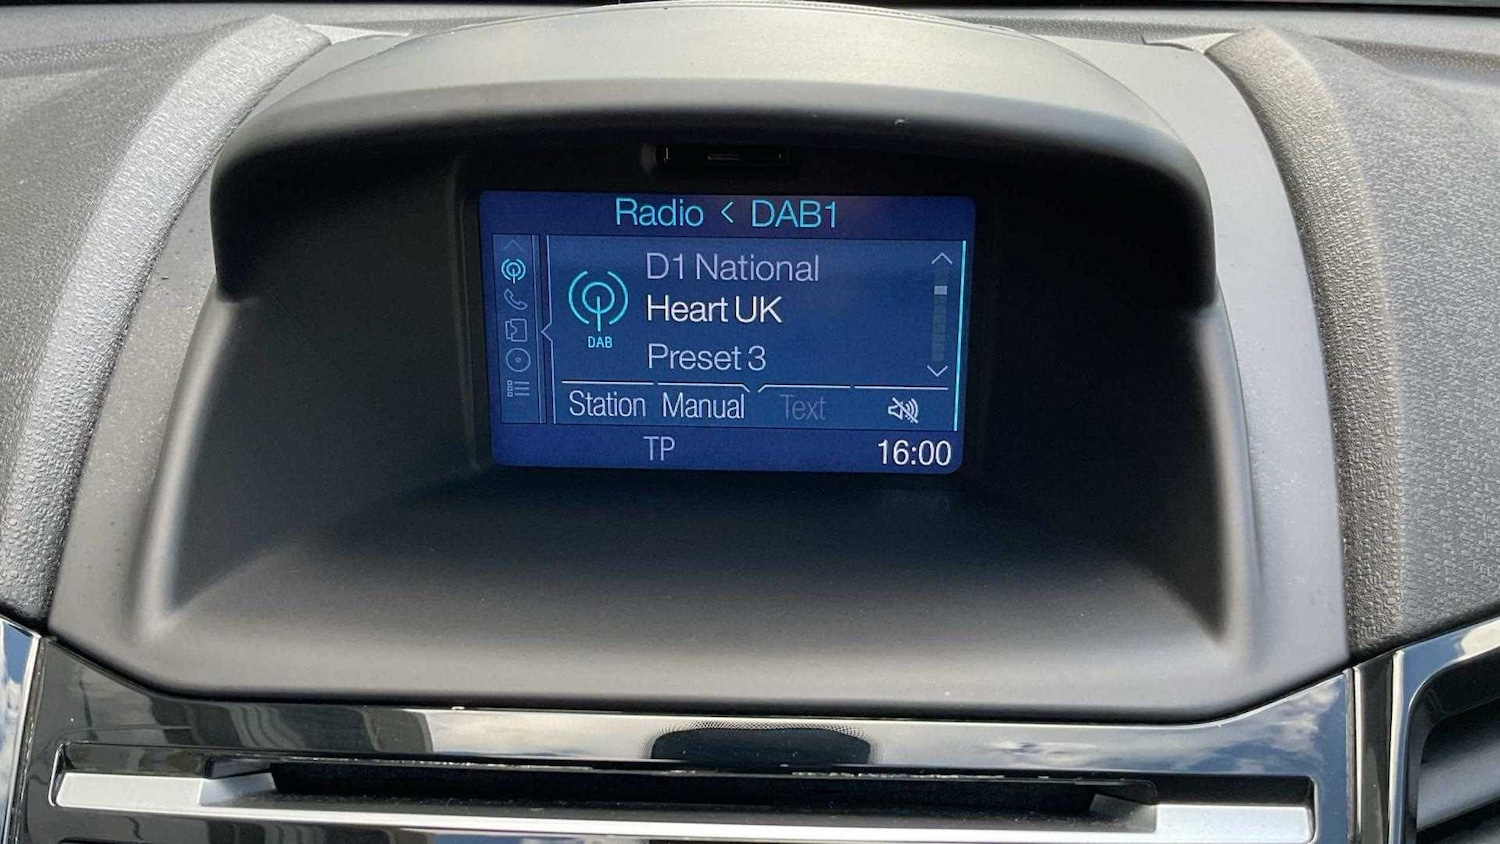 Radio < DAB1
D1 National
Heart UK
DAB
Preset 3
Station Manual Text
TP 16:00